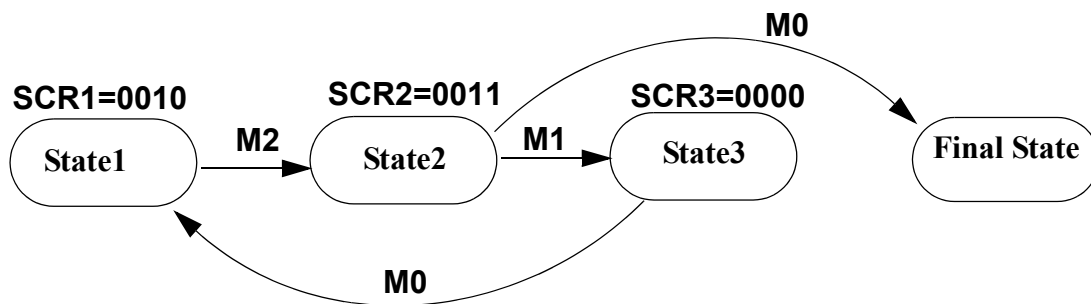 M0
SCR1=0010
SCR2=0011
SCR3=0000
State1
M2
State2
M1
State3
Final State
M0